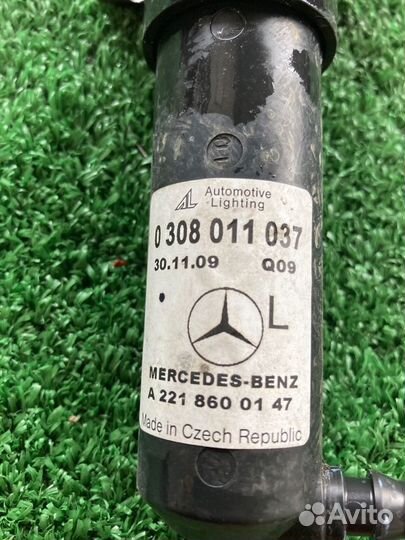 AL Automotive
Lighting
0 308 011 037
30.11.09 Q09
L
MERCEDES-BENZ
A 221 860 01 47
Made in Czech Republic
Avito